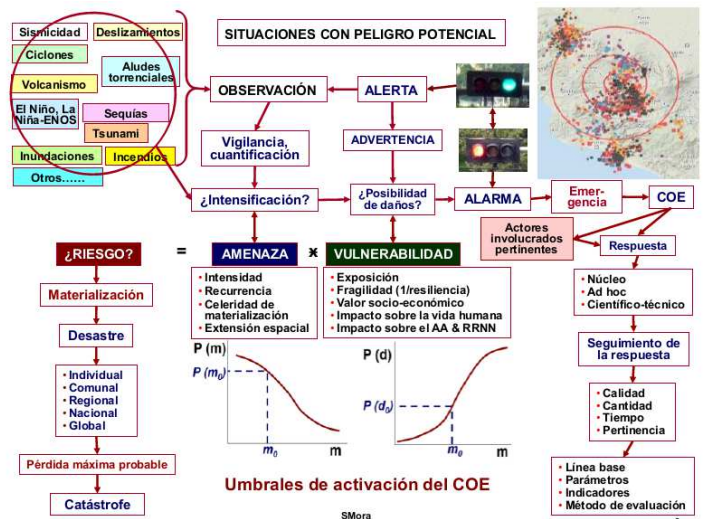 SITUACIONES CON PELIGRO POTENCIAL
Sismicidad
Deslizamientos
Ciclones
Volcanismo
Aludes
torrenciales
El Niño, La
Niña-ENOS
Sequías
Tsunami
Inundaciones
Incendios
Otros......
OBSERVACIÓN
ALERTA
Vigilancia,
cuantificación
ADVERTENCIA
¿Intensificación?
¿Posibilidad
de daños?
ALARMA
Emer-
gencia
COE
Actores
involucrados
pertinentes
Respuesta
¿RIESGO?
=
AMENAZA
x
VULNERABILIDAD
Materialización
Desastre
• Individual
• Comunal
• Regional
• Nacional
• Global
Pérdida máxima probable
Catástrofe
• Intensidad
• Recurrencia
• Celeridad de
materialización
• Extensión espacial
• Exposición
• Fragilidad (1/resiliencia)
• Valor socio-económico
• Impacto sobre la vida humana
• Impacto sobre el AA & RRNN
P (m)
P (m₀)
m₀
m
P (d)
P (d₀)
m₀
m
• Núcleo
• Ad hoc
• Científico-técnico
Seguimiento de
la respuesta
• Calidad
• Cantidad
• Tiempo
• Pertinencia
• Línea base
• Parámetros
• Indicadores
• Método de evaluación
Umbrales de activación del COE
SMora